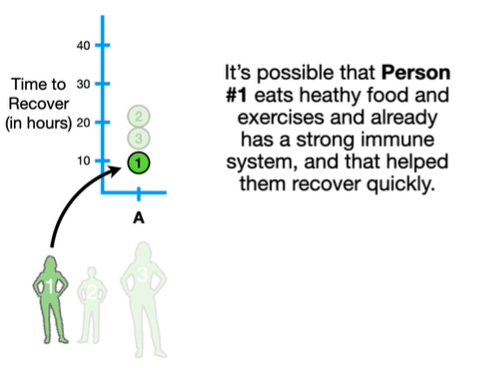 40
Time to 30
Recover
(in hours) 20
10
2
3
1
A
1
2
3
It's possible that Person
#1 eats heathy food and
exercises and already
has a strong immune
system, and that helped
them recover quickly.